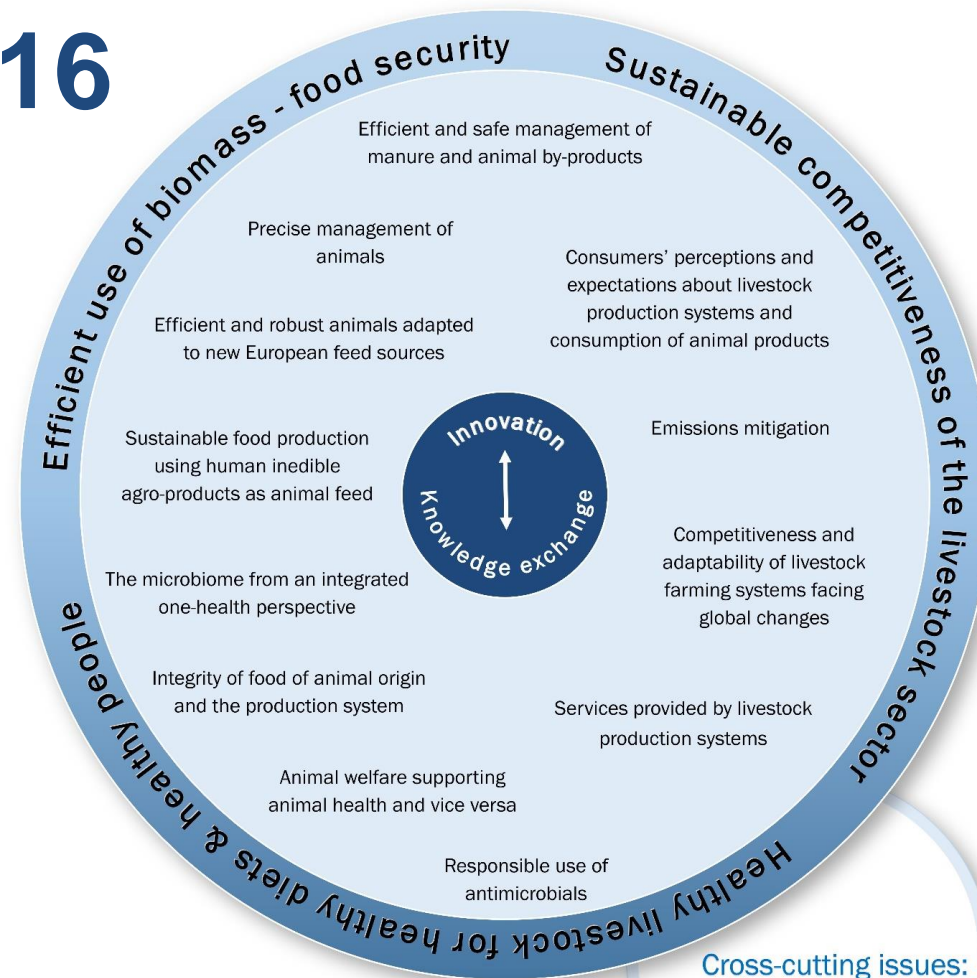 16
Efficient use of biomass - food security
Sustainable competitiveness of the livestock sector
Healthy livestock for healthy diets & healthy people
Efficient and safe management of
manure and animal by-products
Precise management of
animals
Consumers’ perceptions and
expectations about livestock
production systems and
consumption of animal products
Efficient and robust animals adapted
to new European feed sources
Innovation
Knowledge exchange
Emissions mitigation
Sustainable food production
using human inedible
agro-products as animal feed
Competitiveness and
adaptability of livestock
farming systems facing
global changes
The microbiome from an integrated
one-health perspective
Integrity of food of animal origin
and the production system
Services provided by livestock
production systems
Animal welfare supporting
animal health and vice versa
Responsible use of
antimicrobials
Cross-cutting issues: